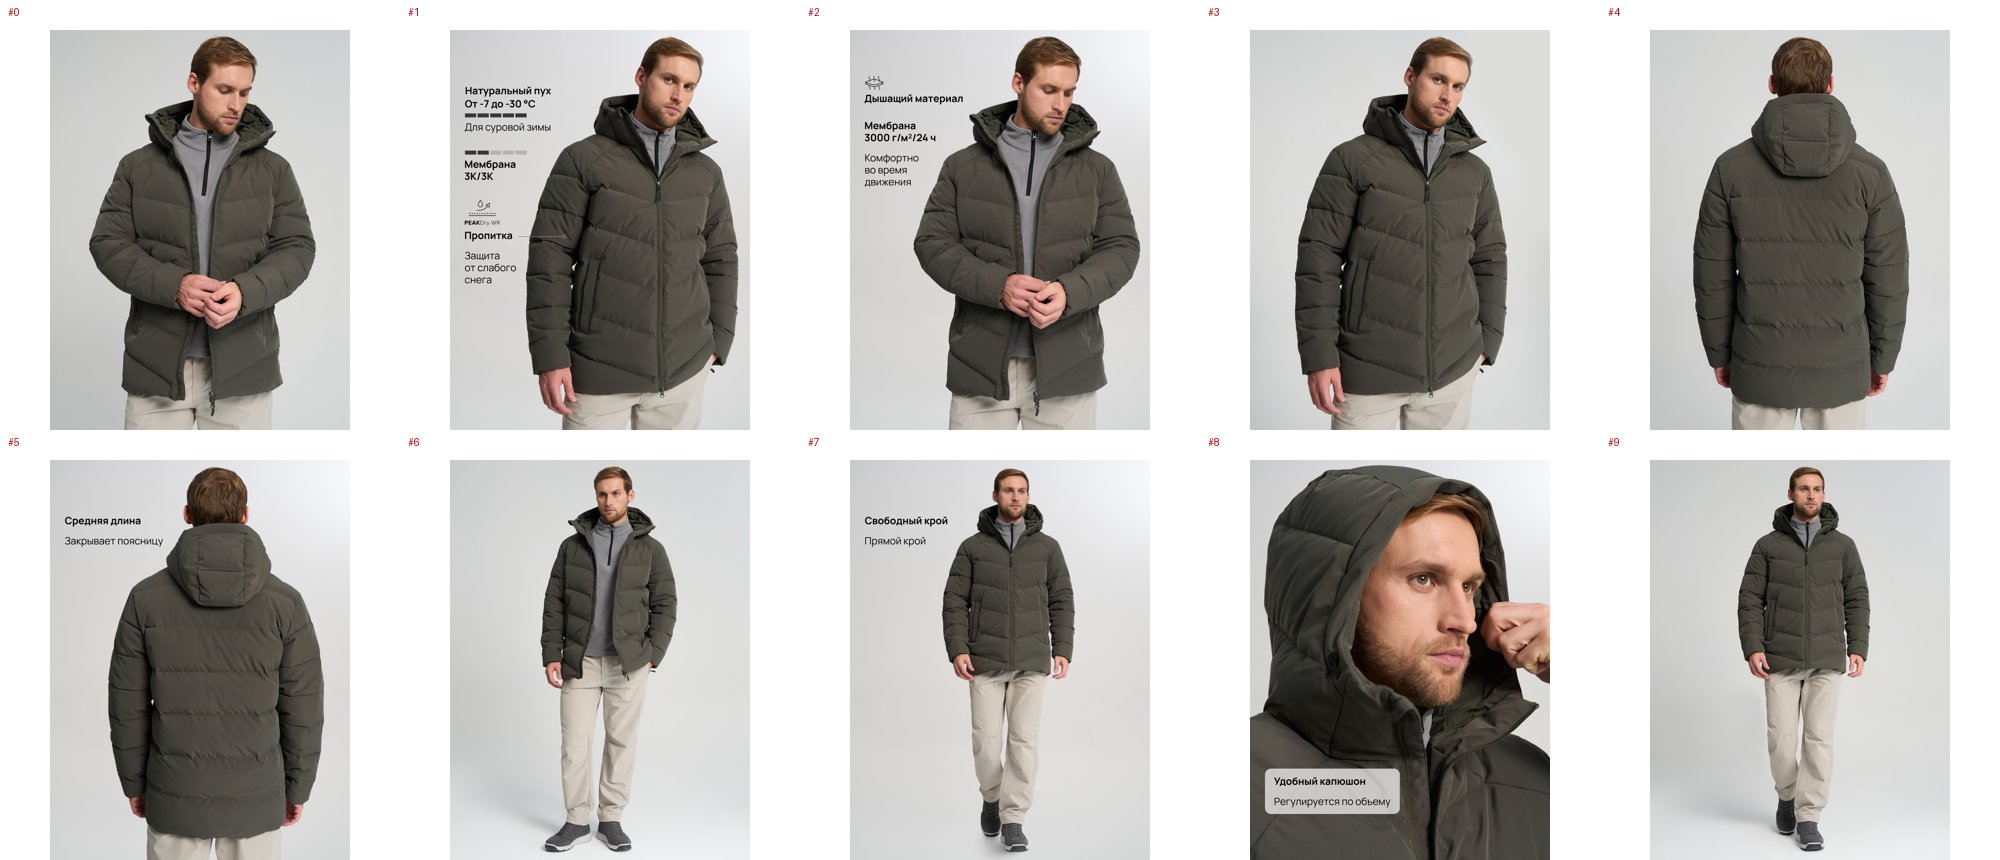 #0
#1
Натуральный пух
От -7 до -30 °C
Для суровой зимы
Мембрана
3K/3K
PEAKDry WR
Пропитка
Защита
от слабого
снега
#2
Дышащий материал
Мембрана
3000 г/м²/24 ч
Комфортно
во время
движения
#3
#4
#5
Средняя длина
Закрывает поясницу
#6
#7
Свободный крой
Прямой крой
#8
Удобный капюшон
Регулируется по объему
#9